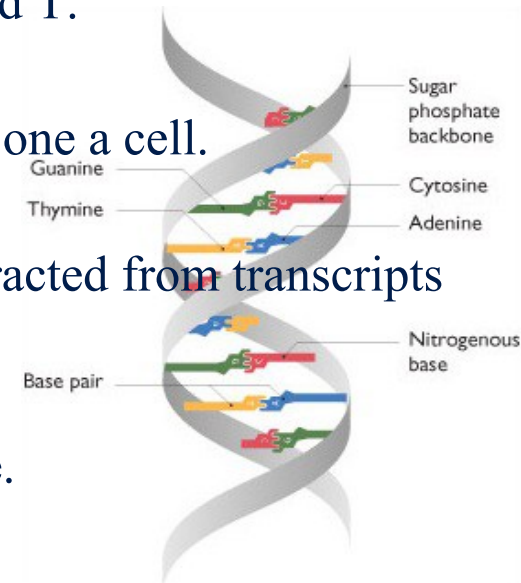 d T.
Sugar
phosphate
backbone
one a cell.
Guanine
Cytosine
Thymine
Adenine
racted from transcripts
Nitrogenous
base
Base pair
e.